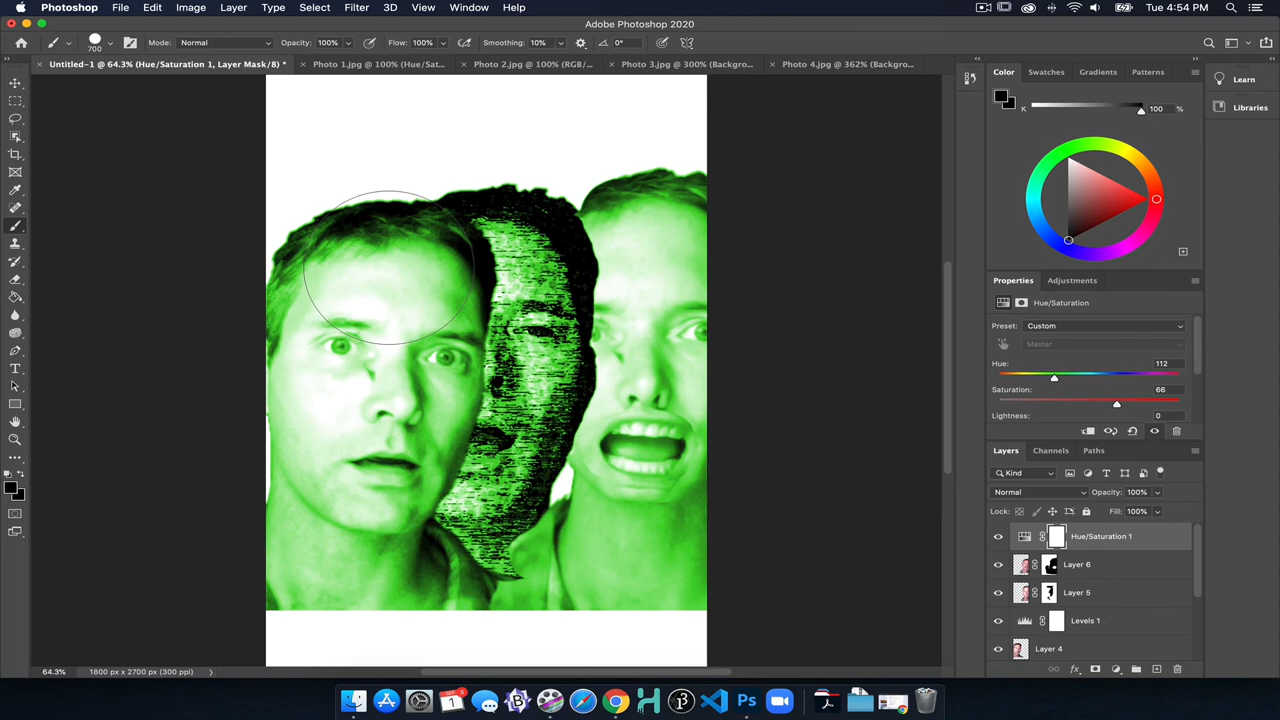 Photoshop File Edit Image Layer Type Select Filter 3D View Window Help Tue 4:54 PM
Adobe Photoshop 2020
700 Mode: Normal Opacity: 100% Flow: 100% Smoothing: 10% 0°
Untitled-1 @ 64.3% (Hue/Saturation 1, Layer Mask/8) * Photo 1.jpg @ 100% (Hue/Sat... Photo 2.jpg @ 100% (RGB/... Photo 3.jpg @ 300% (Backgro... Photo 4.jpg @ 362% (Backgro...
Color Swatches Gradients Patterns
Learn
K 100 %
Libraries
Properties Adjustments
Hue/Saturation
Preset: Custom
Master
Hue: 112
Saturation: 66
Lightness: 0
Layers Channels Paths
Kind
Normal Opacity: 100%
Lock: Fill: 100%
Hue/Saturation 1
Layer 6
Layer 5
Levels 1
Layer 4
64.3% 1800 px x 2700 px (300 ppi)